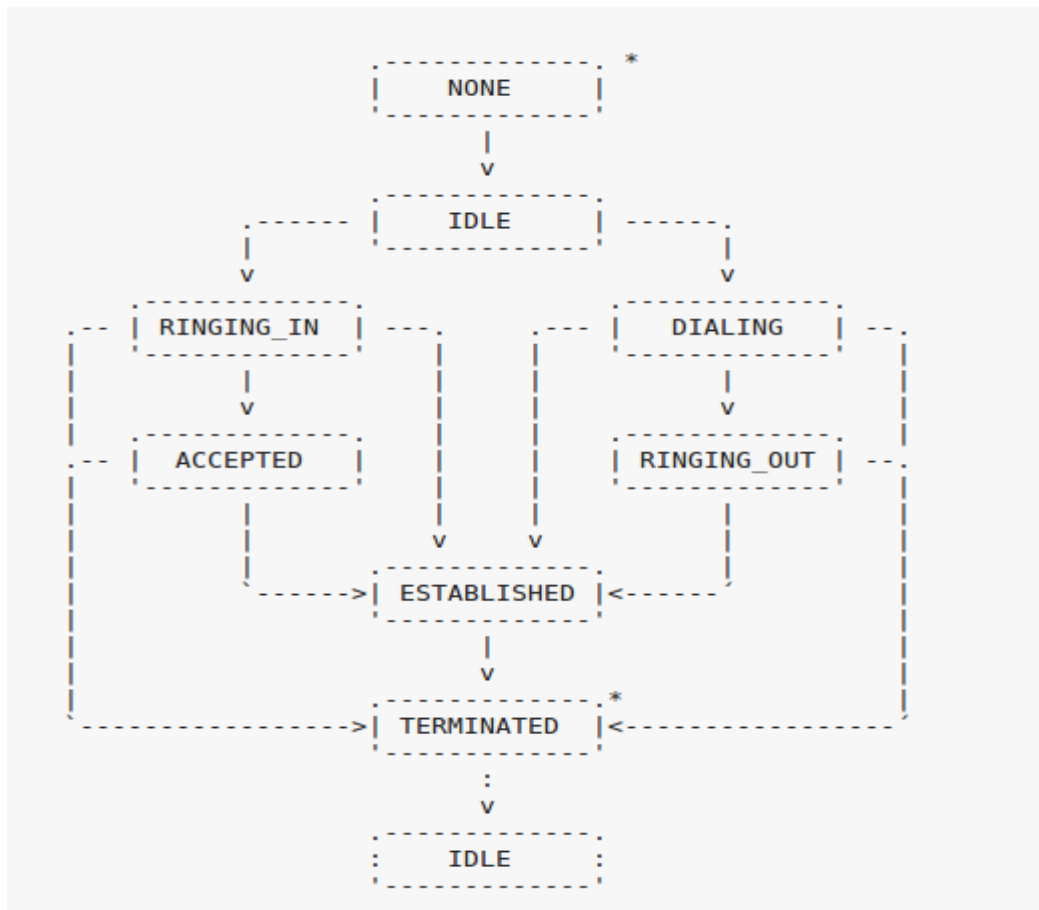 NONE *
IDLE
RINGING_IN DIALING
ACCEPTED RINGING_OUT
ESTABLISHED
*
TERMINATED
IDLE